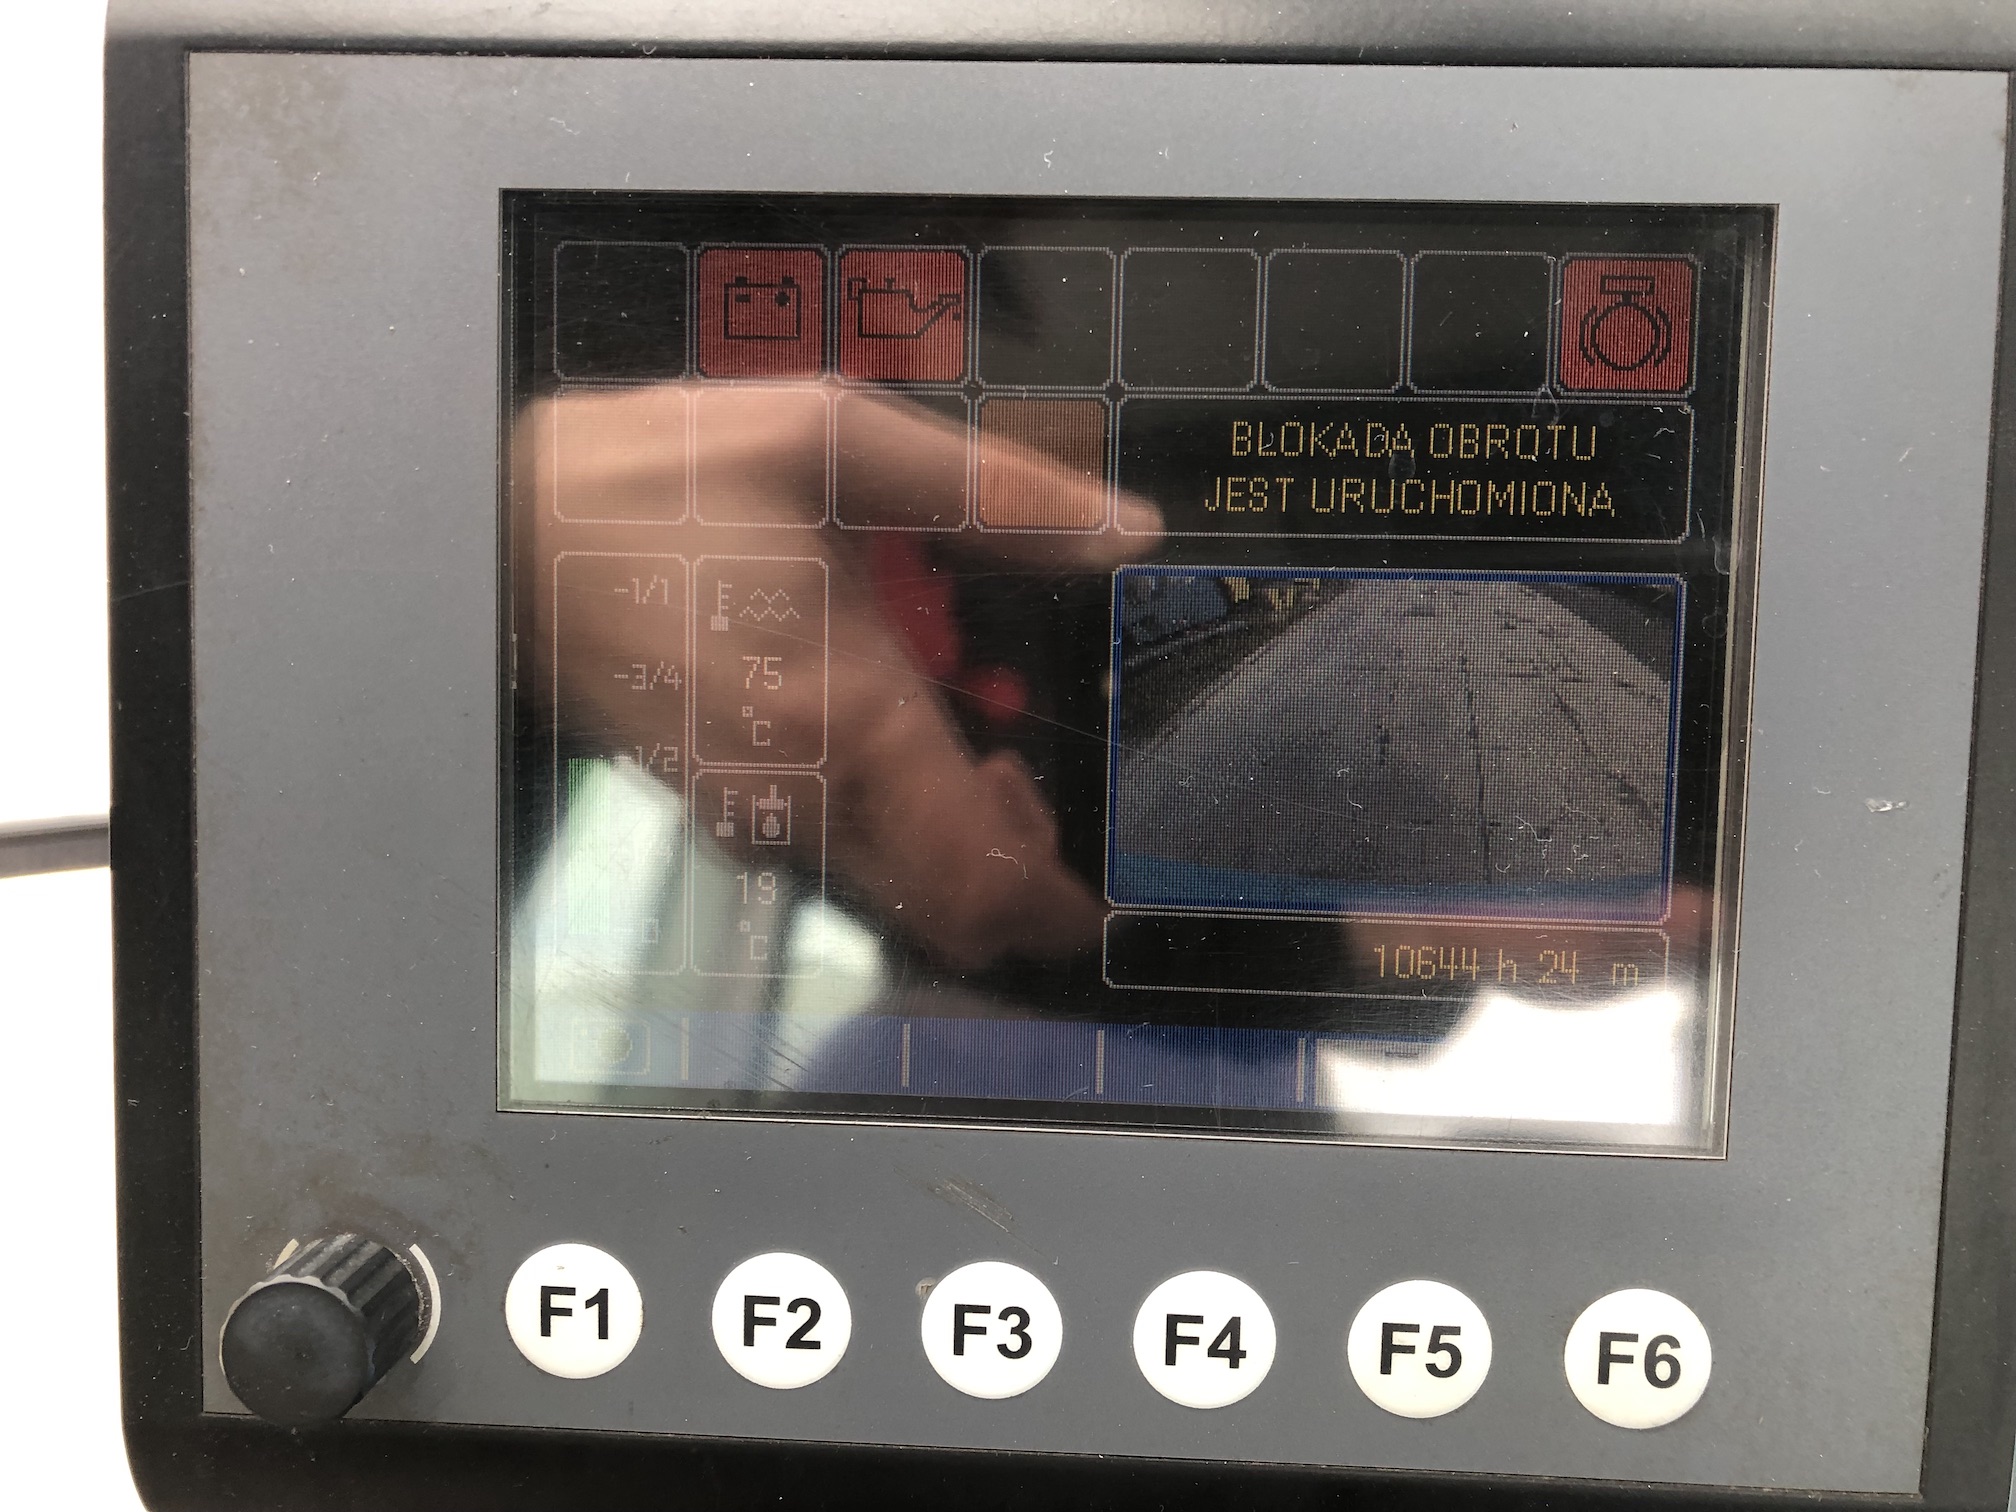 BLOKADA OBROTU
JEST URUCHOMIONA
-1/1
-3/4
-1/2
-0
75
°C
19
°C
10644 h 24 m
F1 F2 F3 F4 F5 F6